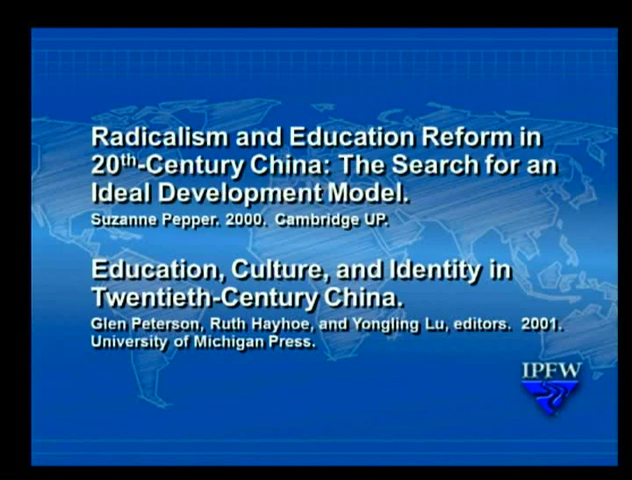 Radicalism and Education Reform in
20th-Century China: The Search for an
Ideal Development Model.
Suzanne Pepper. 2000. Cambridge UP.
Education, Culture, and Identity in
Twentieth-Century China.
Glen Peterson, Ruth Hayhoe, and Yongling Lu, editors. 2001.
University of Michigan Press.
IPFW